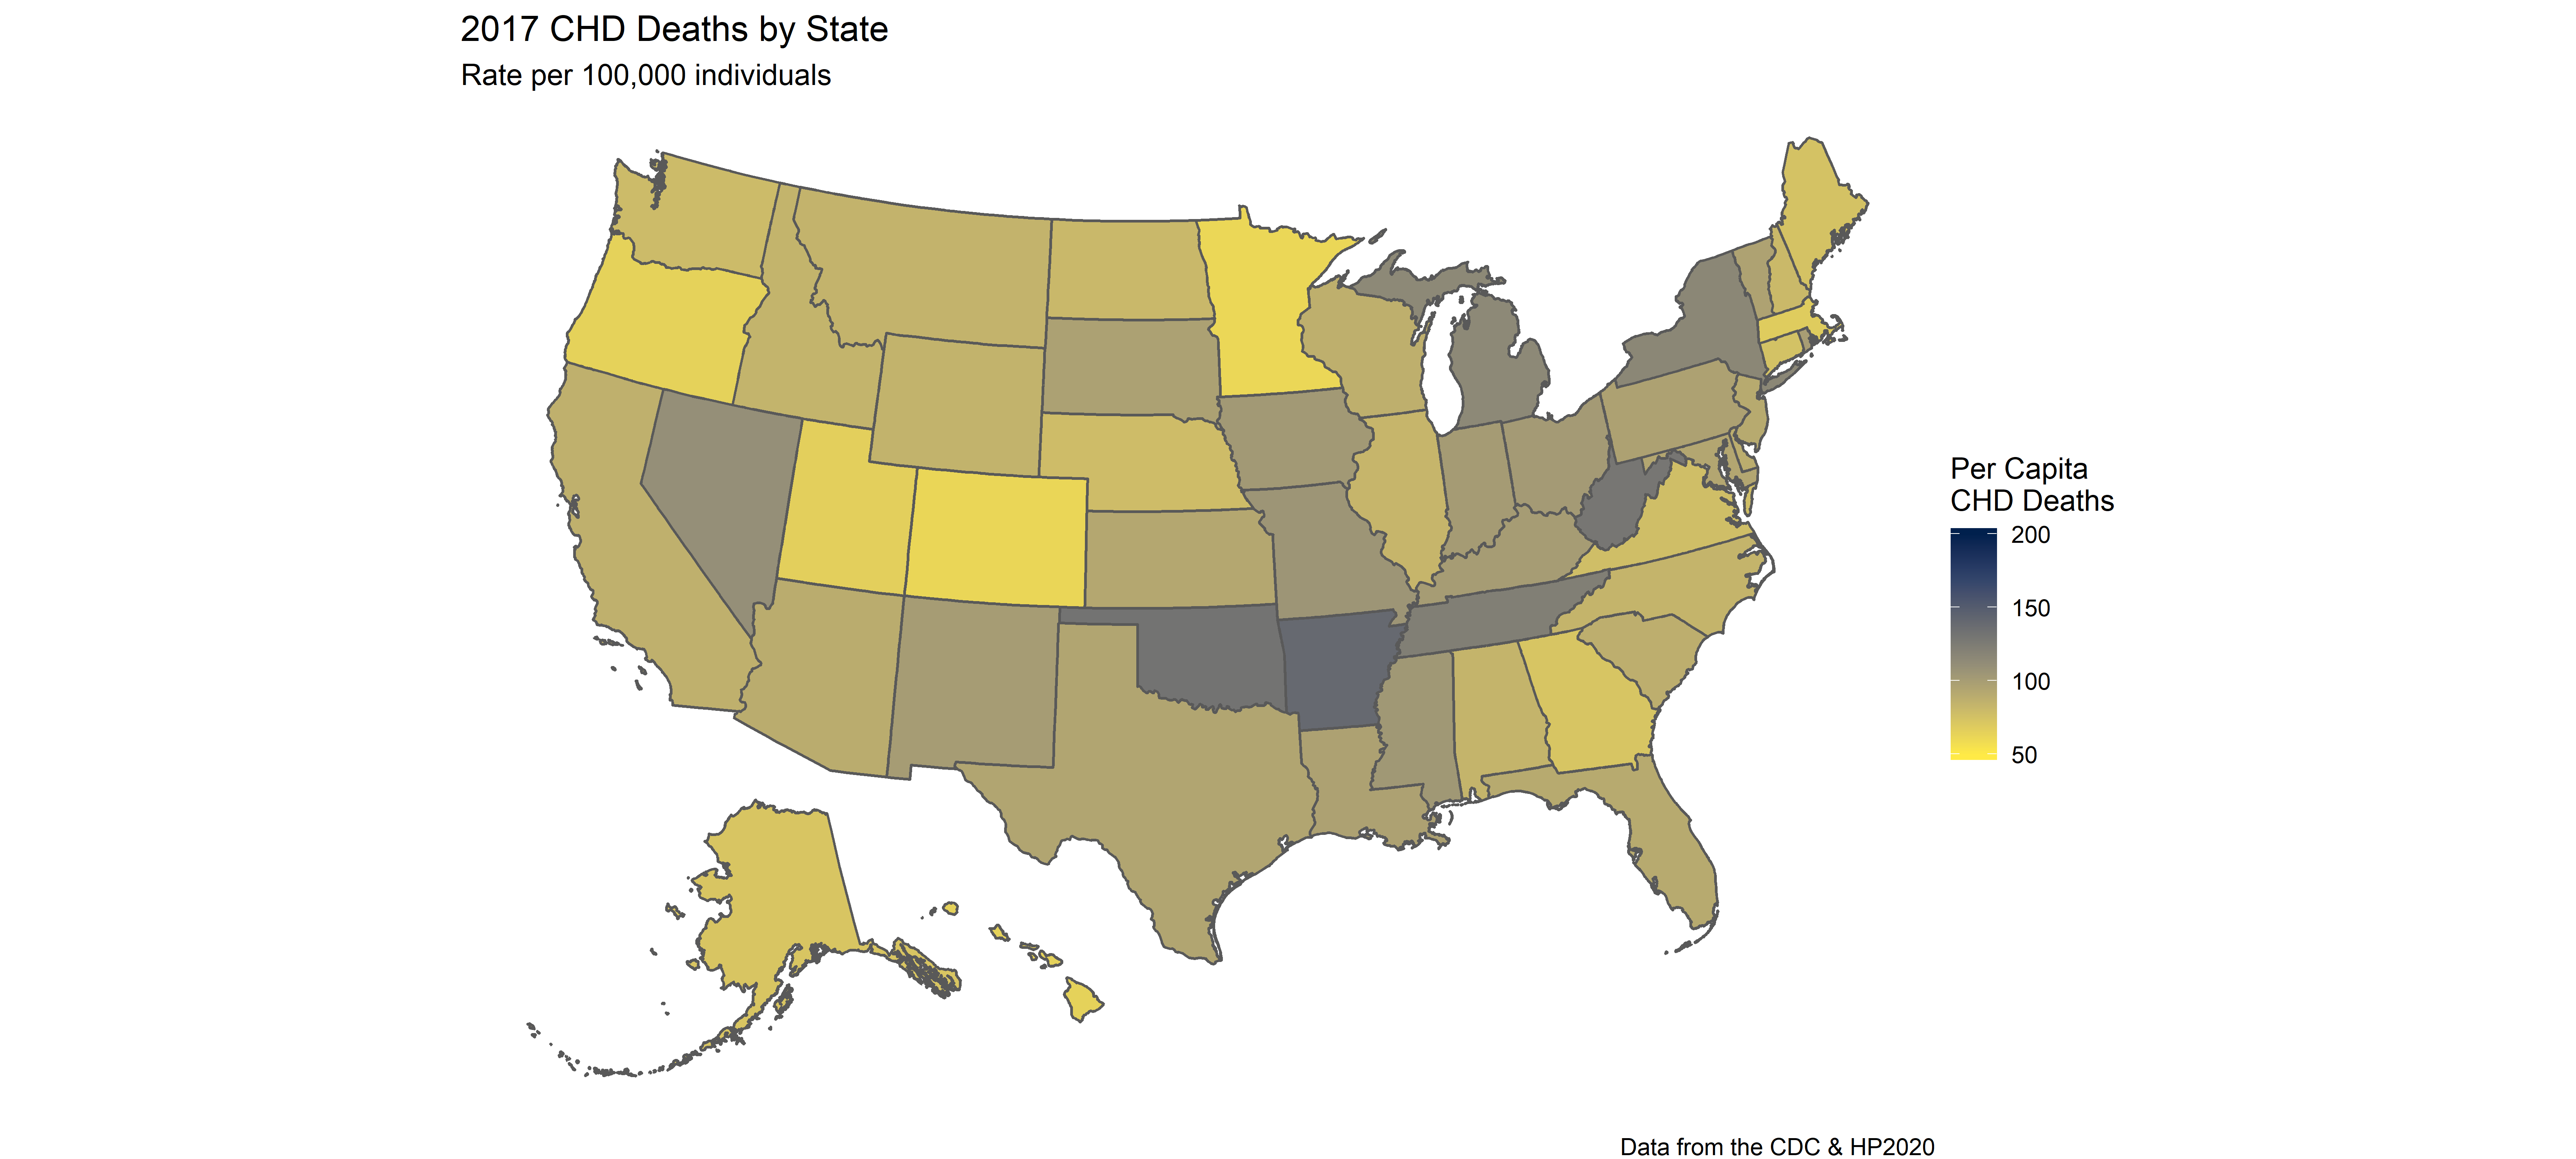 2017 CHD Deaths by State
Rate per 100,000 individuals
Per Capita
CHD Deaths
200
150
100
50
Data from the CDC & HP2020